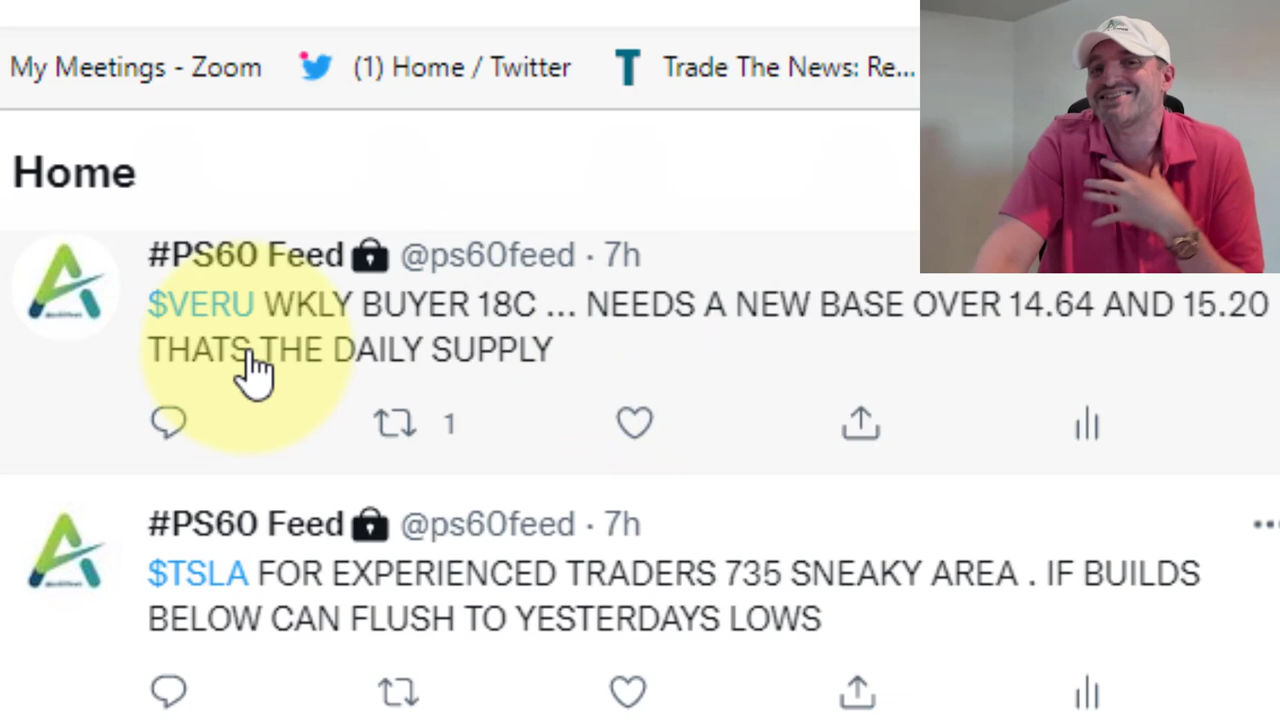 My Meetings - Zoom (1) Home / Twitter T Trade The News: Re...
Home
#PS60 Feed @ps60feed · 7h
$VERU WKLY BUYER 18C ... NEEDS A NEW BASE OVER 14.64 AND 15.20
THATS THE DAILY SUPPLY
1
#PS60 Feed @ps60feed · 7h
$TSLA FOR EXPERIENCED TRADERS 735 SNEAKY AREA . IF BUILDS
BELOW CAN FLUSH TO YESTERDAYS LOWS